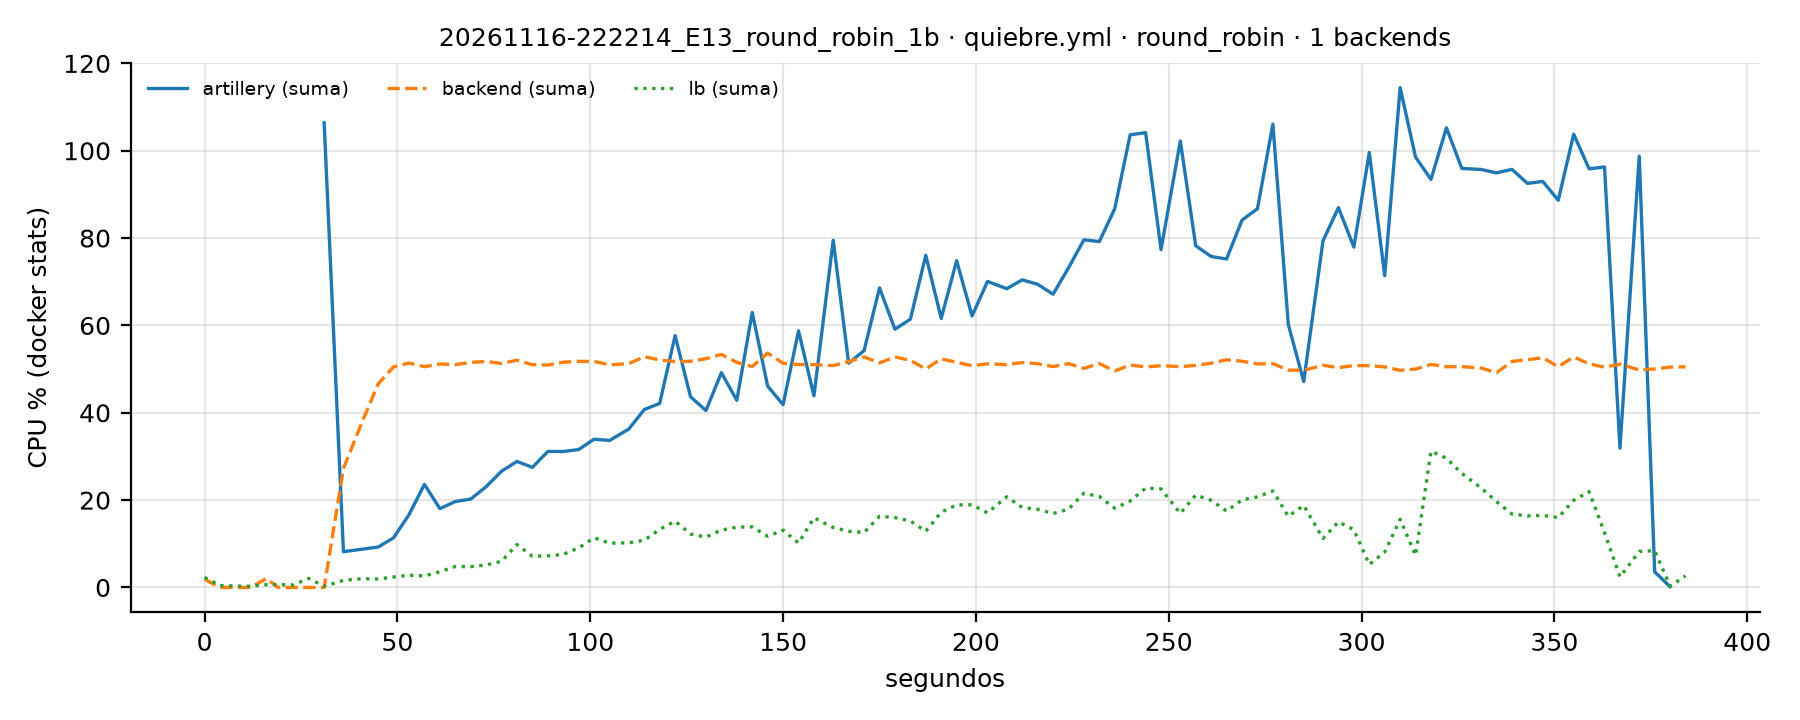 20261116-222214_E13_round_robin_1b · quiebre.yml · round_robin · 1 backends
artillery (suma) backend (suma) lb (suma)
CPU % (docker stats)
120
100
80
60
40
20
0
0 50 100 150 200 250 300 350 400
segundos